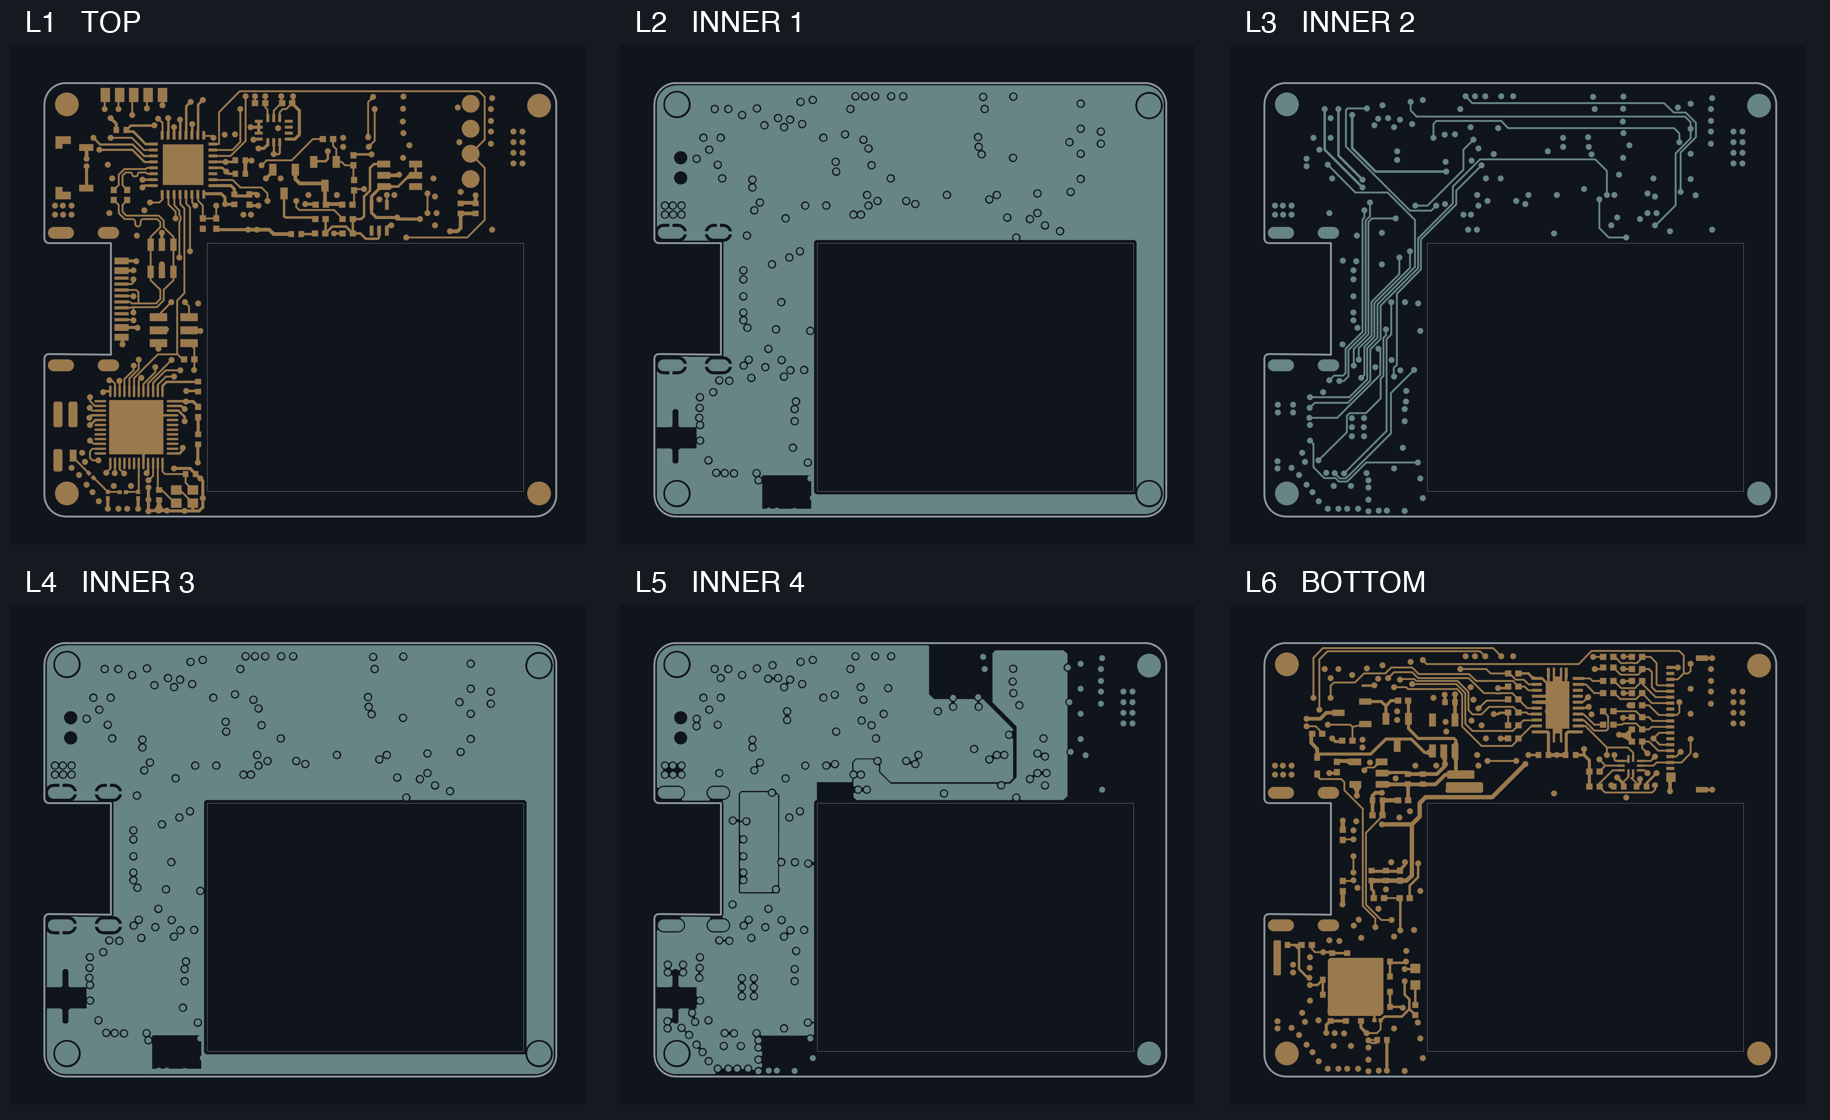 L1 TOP
L2 INNER 1
L3 INNER 2
L4 INNER 3
L5 INNER 4
L6 BOTTOM